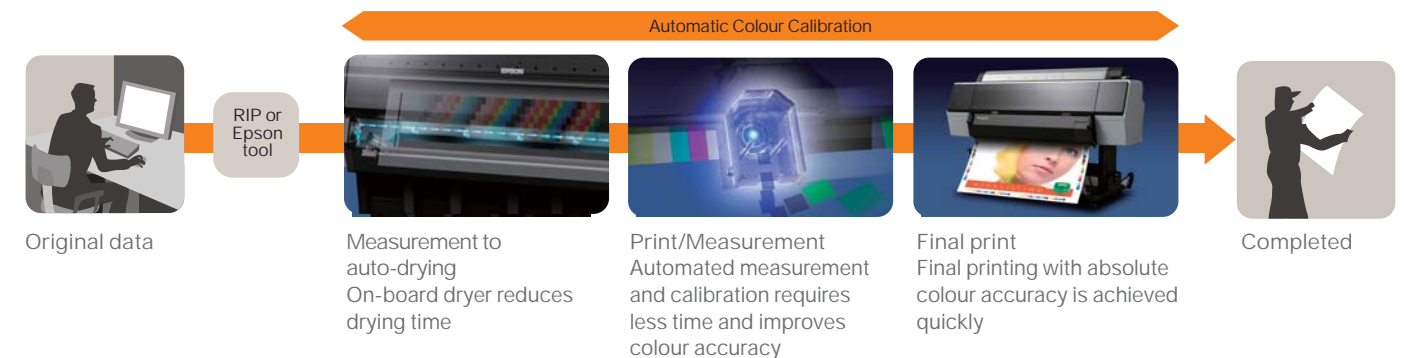 Automatic Colour Calibration
RIP or
Epson
tool
EPSON
Original data
Measurement to
auto-drying
On-board dryer reduces
drying time
Print/Measurement
Automated measurement
and calibration requires
less time and improves
colour accuracy
Final print
Final printing with absolute
colour accuracy is achieved
quickly
Completed